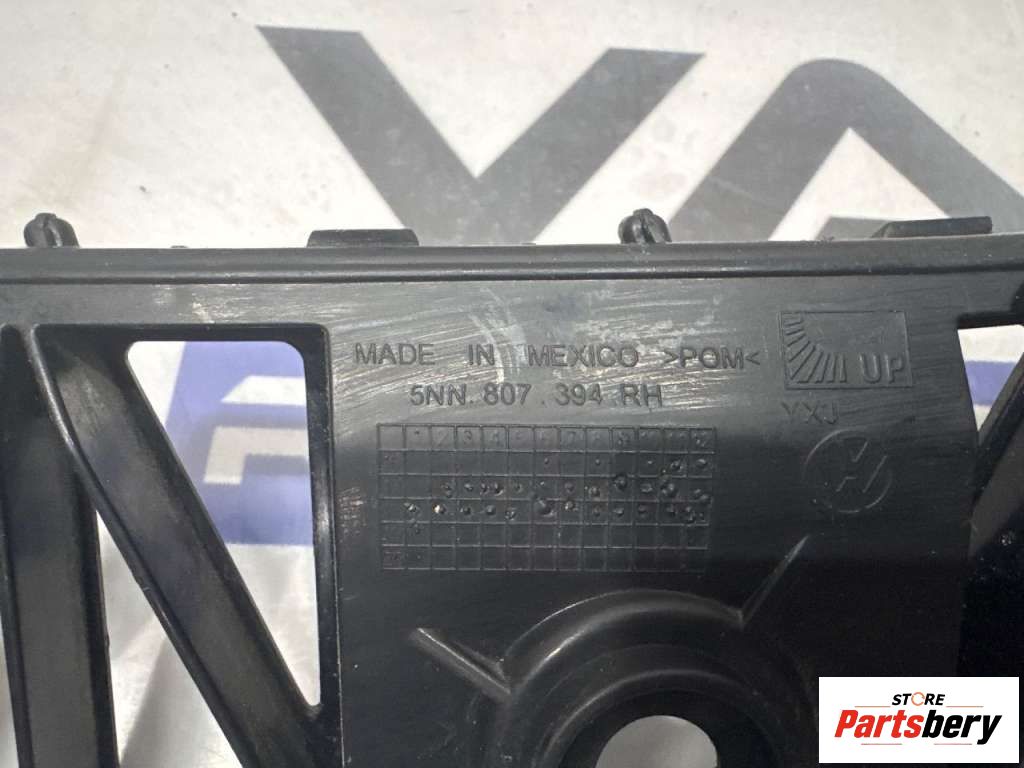 VA
MADE IN MEXICO >POM<
5NN.807.394 RH
UP
YXJ
1 2 3 4 5 6 7 8 9 10 11 12
STORE
Partsbery